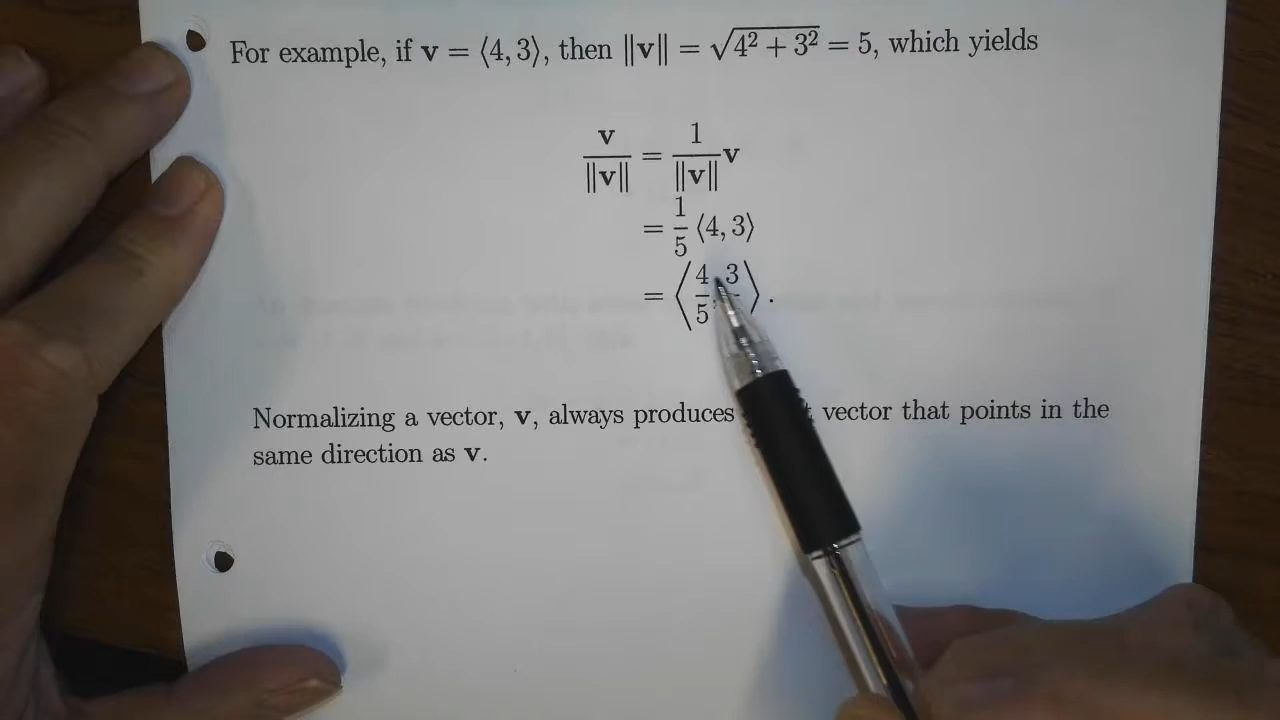 For example, if v = ⟨4, 3⟩, then ‖v‖ = √4² + 3² = 5, which yields
v/‖v‖ = 1/‖v‖ v
= 1/5 ⟨4, 3⟩
= ⟨4/5, 3/ ⟩.
Normalizing a vector, v, always produces vector that points in the
same direction as v.